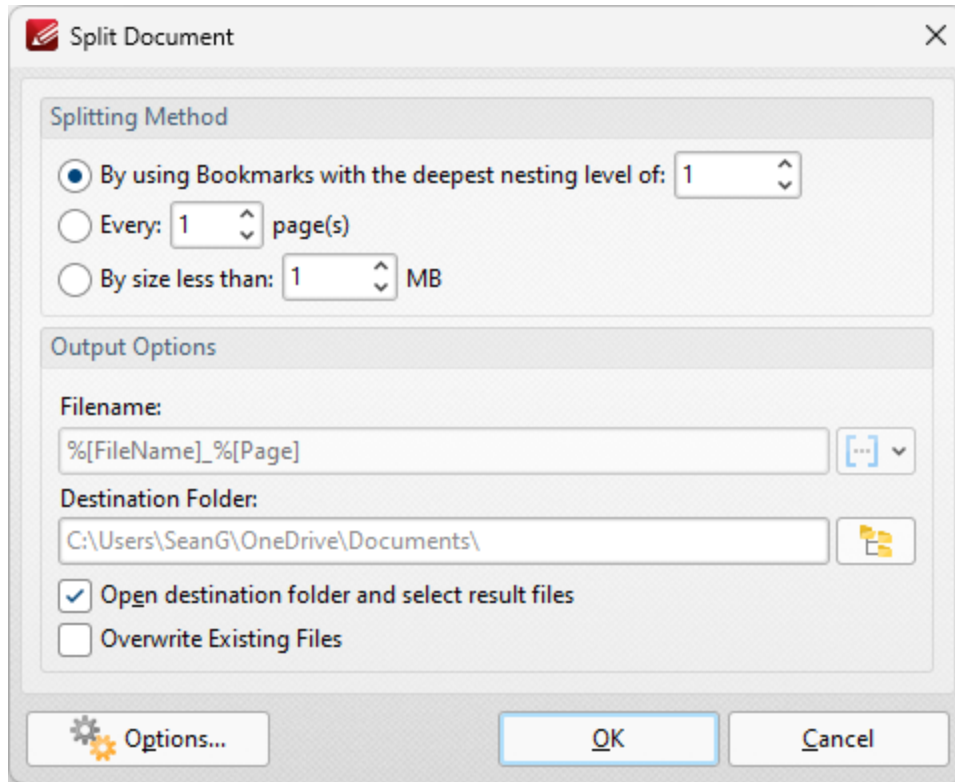 Split Document
Splitting Method
By using Bookmarks with the deepest nesting level of: 1
Every: 1 page(s)
By size less than: 1 MB
Output Options
Filename:
%[FileName]_%[Page]
Destination Folder:
C:\Users\SeanG\OneDrive\Documents\
Open destination folder and select result files
Overwrite Existing Files
Options... OK Cancel